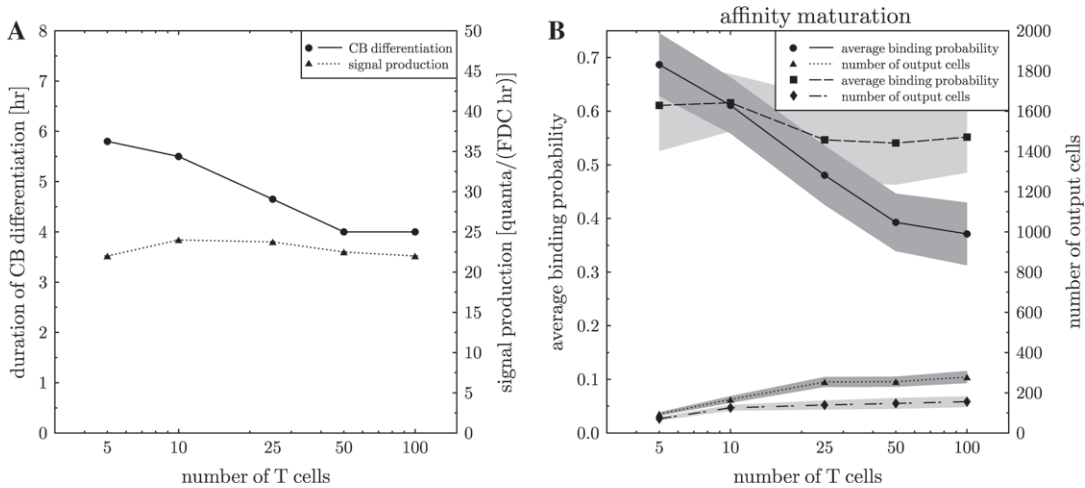 A
duration of CB differentiation [hr]
8
7
6
5
4
3
2
1
0
CB differentiation
signal production
50
45
40
35
30
25
20
15
10
5
0
signal production [quanta/(FDC hr)]
5 10 25 50 100
number of T cells
B
affinity maturation
average binding probability
0.7
0.6
0.5
0.4
0.3
0.2
0.1
0.0
average binding probability
number of output cells
average binding probability
number of output cells
2000
1800
1600
1400
1200
1000
800
600
400
200
0
number of output cells
5 10 25 50 100
number of T cells